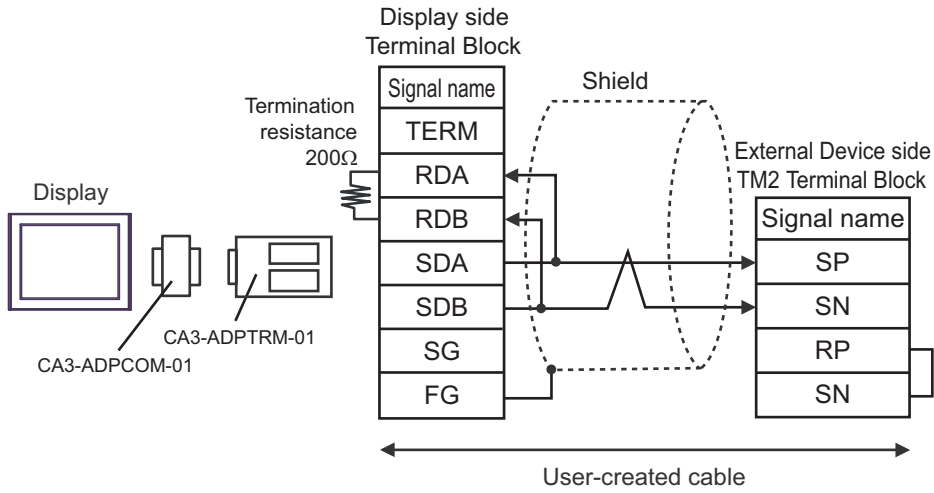 Display side
Terminal Block
Signal name
TERM
RDA
RDB
SDA
SDB
SG
FG
Termination
resistance
200Ω
Shield
External Device side
TM2 Terminal Block
Signal name
SP
SN
RP
SN
Display
CA3-ADPCOM-01
CA3-ADPTRM-01
User-created cable